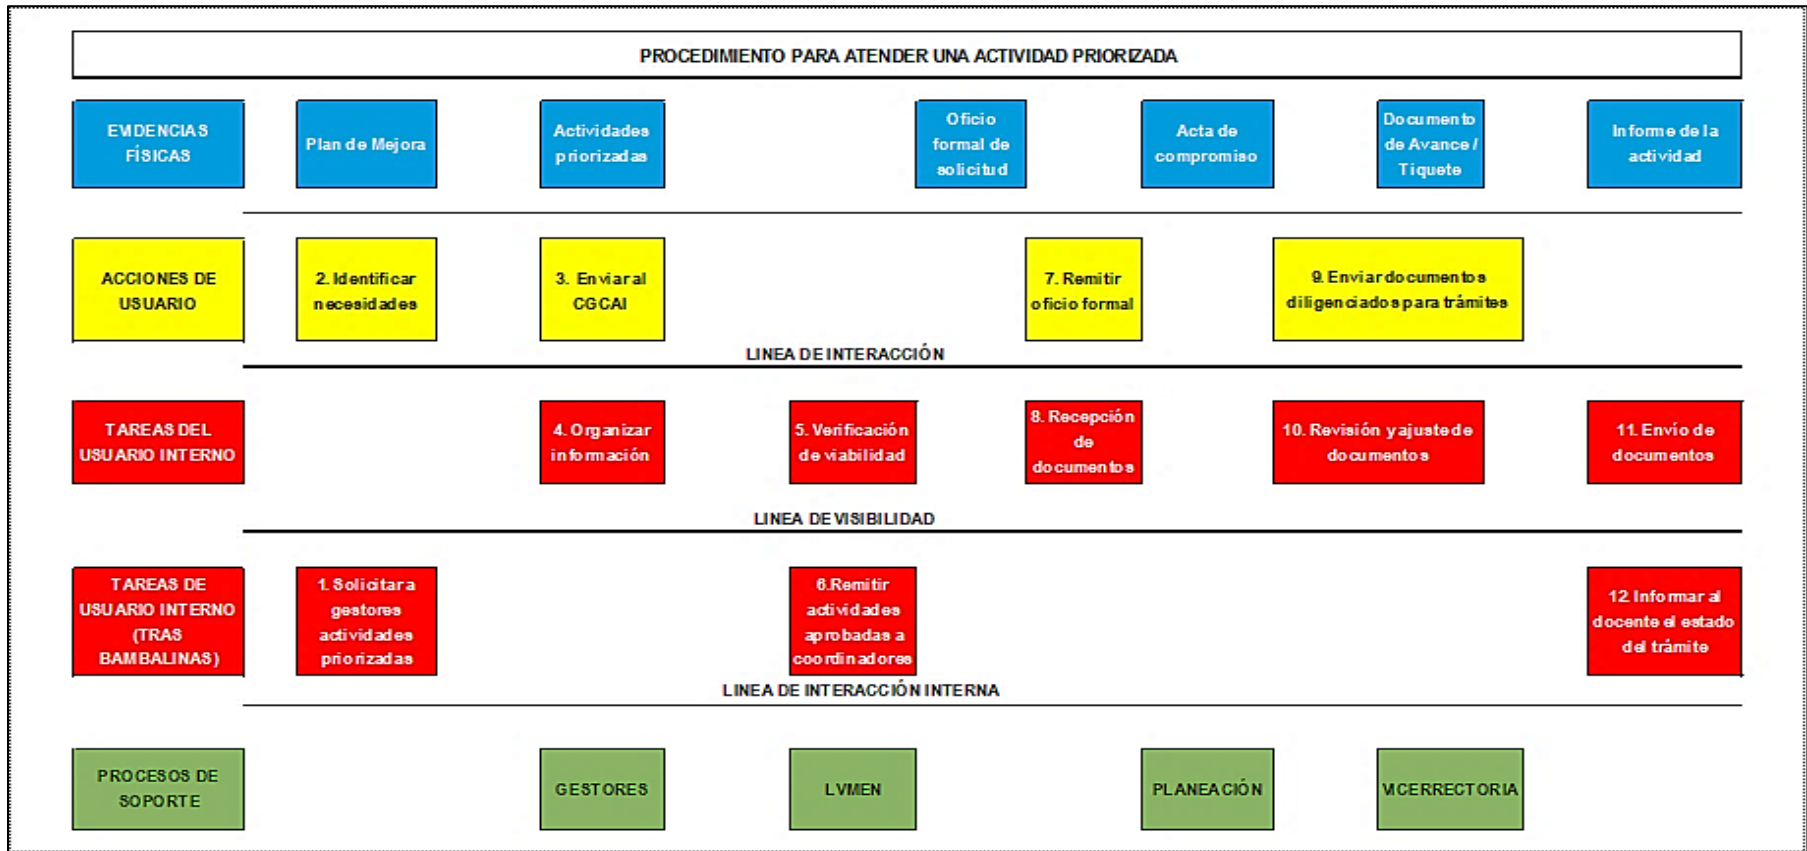 PROCEDIMIENTO PARA ATENDER UNA ACTIVIDAD PRIORIZADA
EVIDENCIAS
FÍSICAS
Plan de Mejora
Actividades
priorizadas
Oficio
formal de
solicitud
Acta de
compromiso
Documento
de Avance /
Tiquete
Informe de la
actividad
ACCIONES DE
USUARIO
2. Identificar
necesidades
3. Enviar al
CGCAI
7. Remitir
oficio formal
9. Enviar documentos
diligenciados para trámites
LINEA DE INTERACCIÓN
TAREAS DEL
USUARIO INTERNO
4. Organizar
información
5. Verificación
de viabilidad
8. Recepción
de
documentos
10. Revisión y ajuste de
documentos
11. Envío de
documentos
LINEA DE VISIBILIDAD
TAREAS DE
USUARIO INTERNO
(TRAS
BAMBALINAS)
1. Solicitar a
gestores
actividades
priorizadas
6.Remitir
actividades
aprobadas a
coordinadores
12. Informar al
docente el estado
del trámite
LINEA DE INTERACCIÓN INTERNA
PROCESOS DE
SOPORTE
GESTORES
LVMEN
PLANEACIÓN
VICERRECTORIA